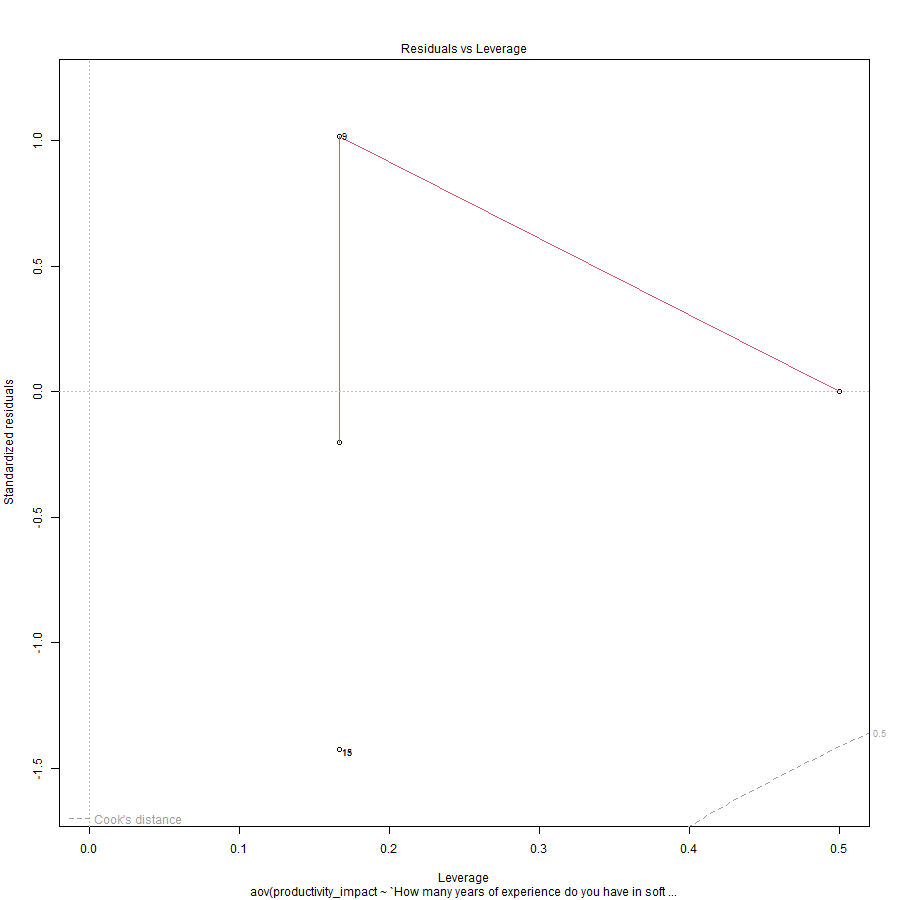 Residuals vs Leverage
Standardized residuals
1.0
0.5
0.0
-0.5
-1.0
-1.5
9
0.5
Cook's distance
0.0
0.1
0.2
0.3
0.4
0.5
Leverage
aov(productivity_impact ~ `How many years of experience do you have in soft ...